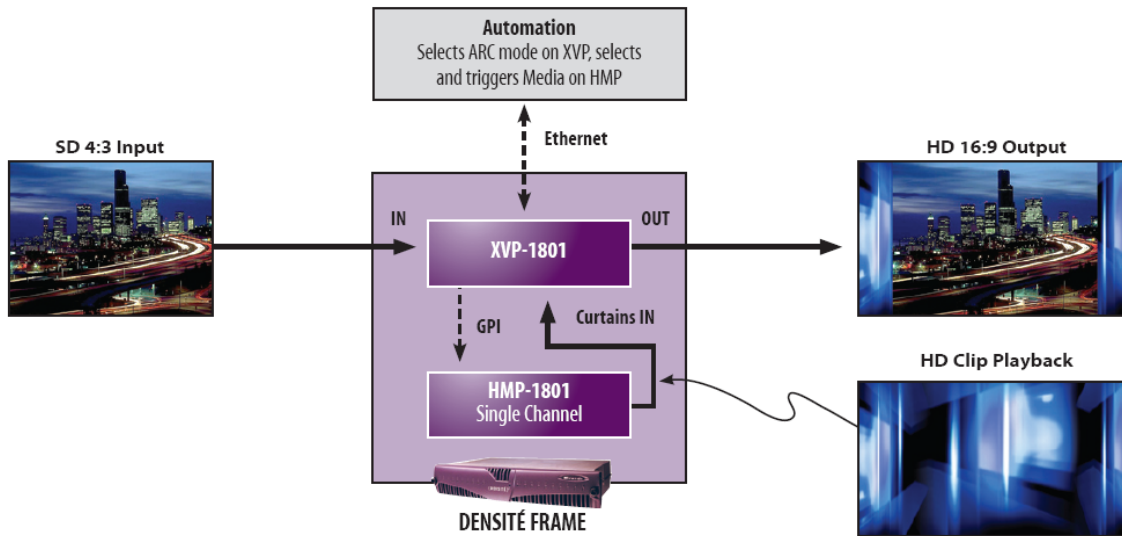 Automation
Selects ARC mode on XVP, selects
and triggers Media on HMP
Ethernet
SD 4:3 Input
HD 16:9 Output
IN
XVP-1801
OUT
GPI
Curtains IN
HMP-1801
Single Channel
HD Clip Playback
DENSITÉ FRAME